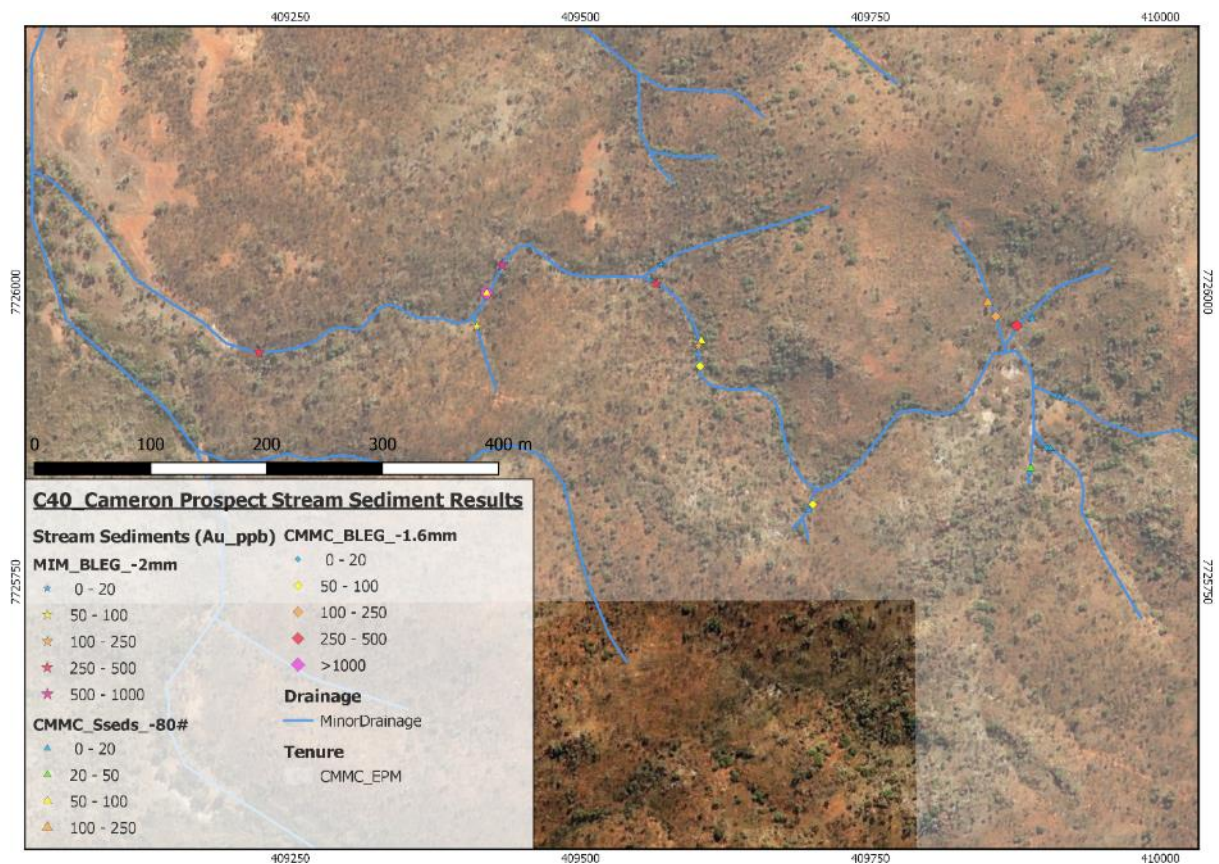 409250 409500 409750 410000
7726000 7726000
0 100 200 300 400 m
C40_Cameron Prospect Stream Sediment Results
Stream Sediments (Au_ppb)
MIM_BLEG_-2mm
0 - 20
50 - 100
100 - 250
250 - 500
500 - 1000
CMMC_Sseds_-80#
0 - 20
20 - 50
50 - 100
100 - 250
CMMC_BLEG_-1.6mm
0 - 20
50 - 100
100 - 250
250 - 500
>1000
Drainage
MinorDrainage
Tenure
CMMC_EPM
7725750 7725750
409250 409500 409750 410000